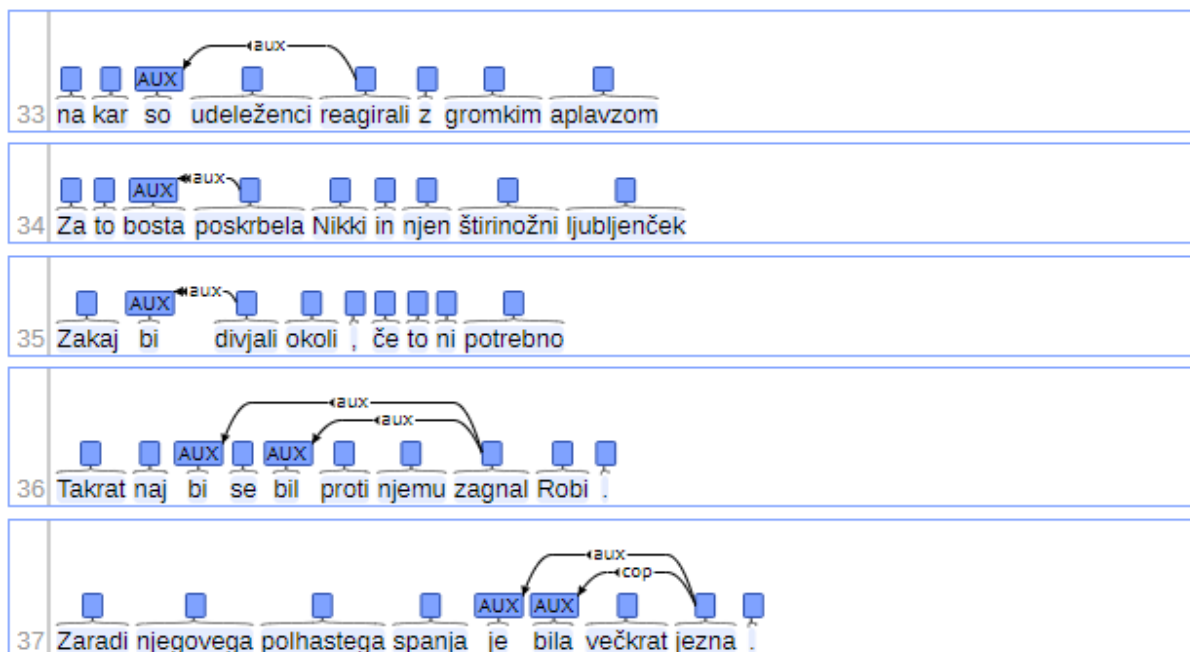 aux
AUX
33 na kar so udeleženci reagirali z gromkim aplavzom
AUX aux
34 Za to bosta poskrbela Nikki in njen štirinožni ljubljenček
AUX aux
35 Zakaj bi divjali okoli , če to ni potrebno
aux
aux
AUX AUX
36 Takrat naj bi se bil proti njemu zagnal Robi .
aux
cop
AUX AUX
37 Zaradi njegovega polhastega spanja je bila večkrat jezna .